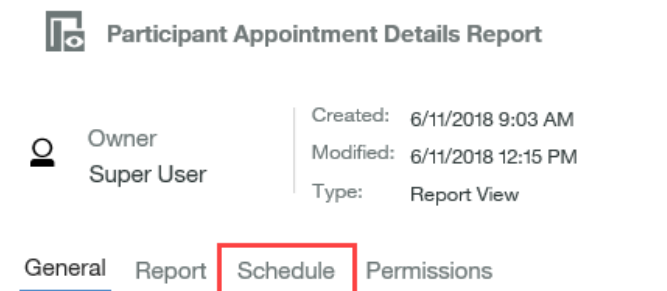 Participant Appointment Details Report
Owner
Super User
Created: 6/11/2018 9:03 AM
Modified: 6/11/2018 12:15 PM
Type: Report View
General Report Schedule Permissions